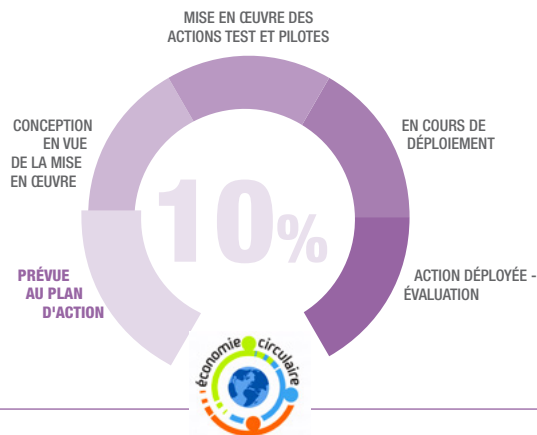 MISE EN ŒUVRE DES
ACTIONS TEST ET PILOTES
CONCEPTION
EN VUE
DE LA MISE
EN ŒUVRE
EN COURS DE
DÉPLOIEMENT
10%
PRÉVUE
AU PLAN
D'ACTION
ACTION DÉPLOYÉE -
ÉVALUATION
économie circulaire